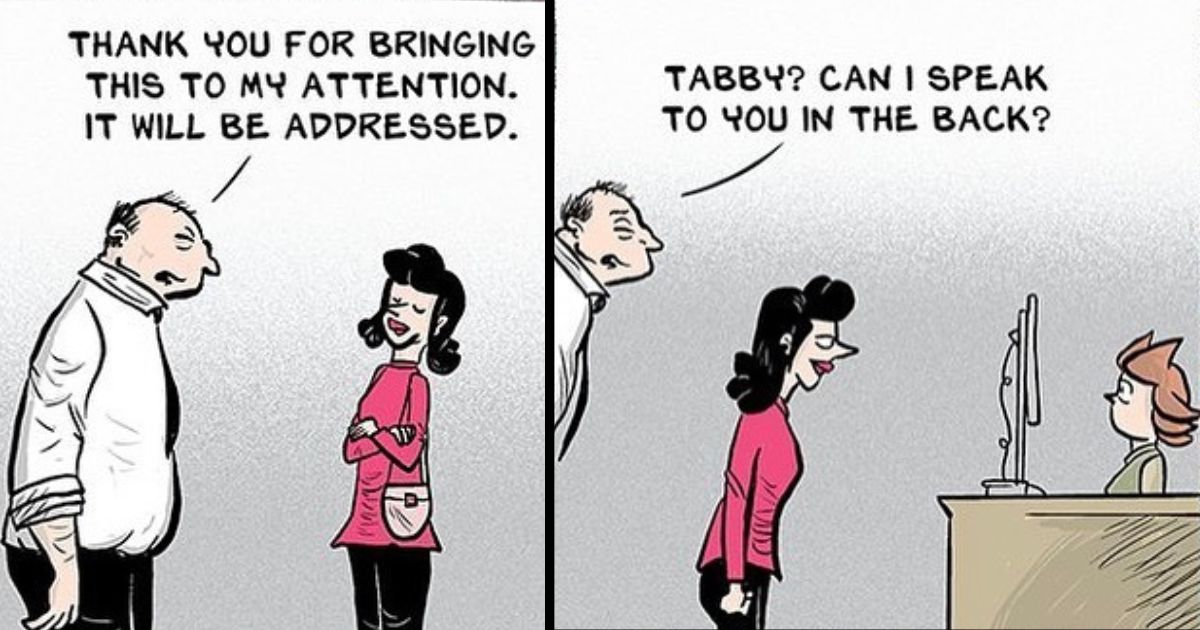 THANK YOU FOR BRINGING
THIS TO MY ATTENTION.
IT WILL BE ADDRESSED.
TABBY? CAN I SPEAK
TO YOU IN THE BACK?